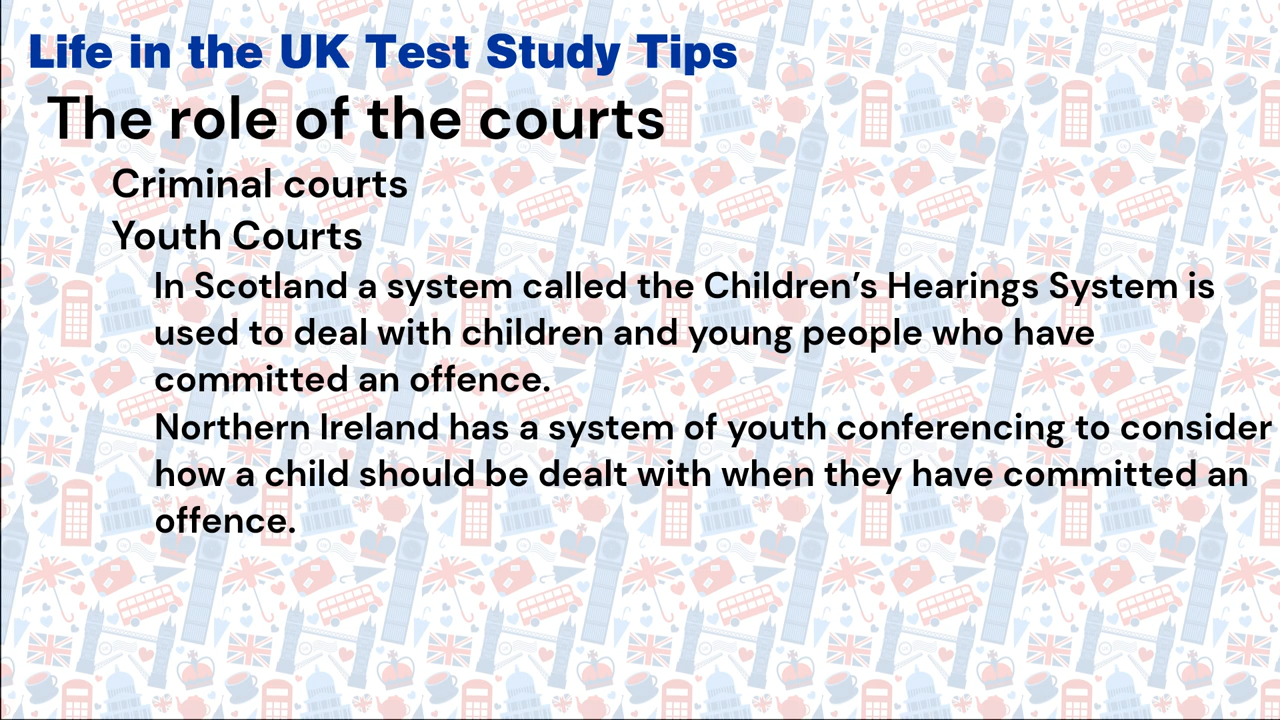 Life in the UK Test Study Tips
The role of the courts
Criminal courts
Youth Courts
In Scotland a system called the Children’s Hearings System is
used to deal with children and young people who have
committed an offence.
Northern Ireland has a system of youth conferencing to consider
how a child should be dealt with when they have committed an
offence.